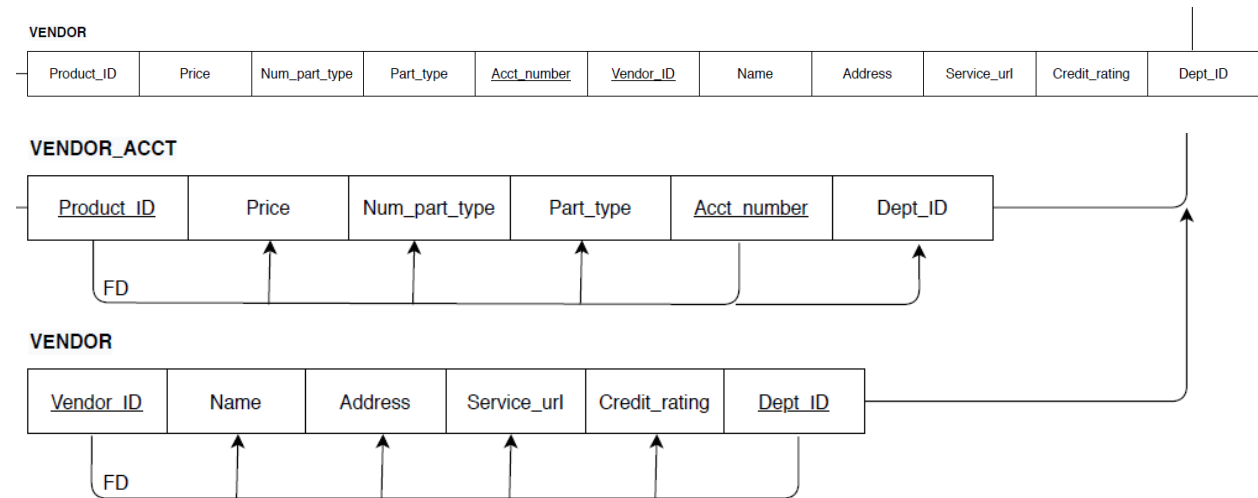 VENDOR
Product_ID Price Num_part_type Part_type Acct_number Vendor_ID Name Address Service_url Credit_rating Dept_ID
VENDOR_ACCT
Product_ID Price Num_part_type Part_type Acct_number Dept_ID
FD
VENDOR
Vendor_ID Name Address Service_url Credit_rating Dept_ID
FD